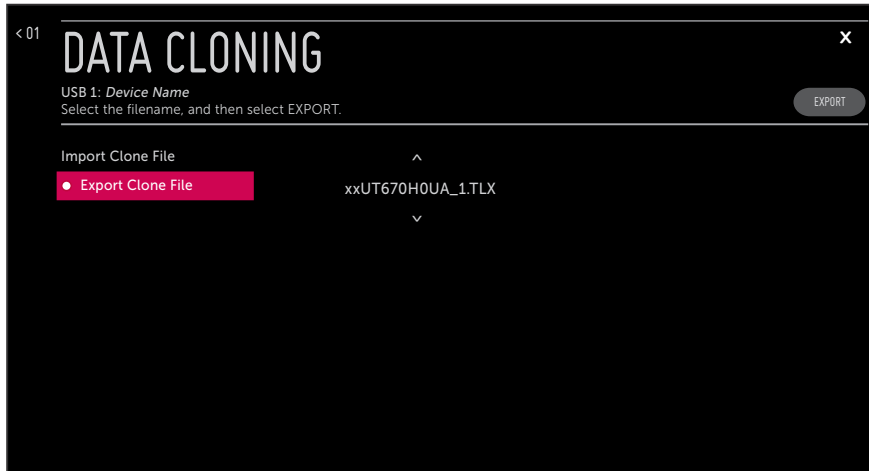 < 01
DATA CLONING
X
USB 1: Device Name
Select the filename, and then select EXPORT.
EXPORT
Import Clone File
Export Clone File
xxUT670H0UA_1.TLX